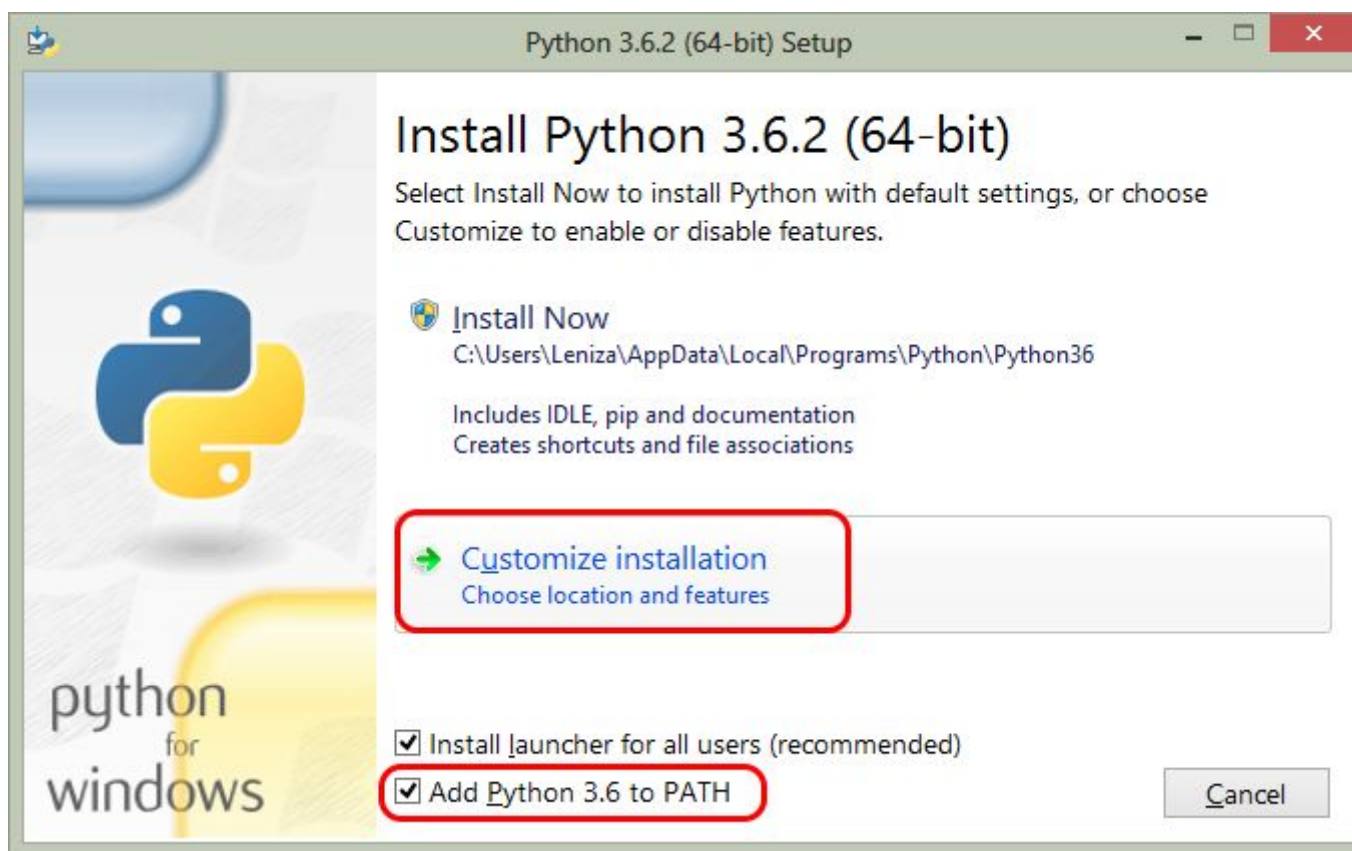 Python 3.6.2 (64-bit) Setup
Install Python 3.6.2 (64-bit)
Select Install Now to install Python with default settings, or choose
Customize to enable or disable features.
Install Now
C:\Users\Leniza\AppData\Local\Programs\Python\Python36
Includes IDLE, pip and documentation
Creates shortcuts and file associations
Customize installation
Choose location and features
python
for
windows
Install launcher for all users (recommended)
Add Python 3.6 to PATH
Cancel